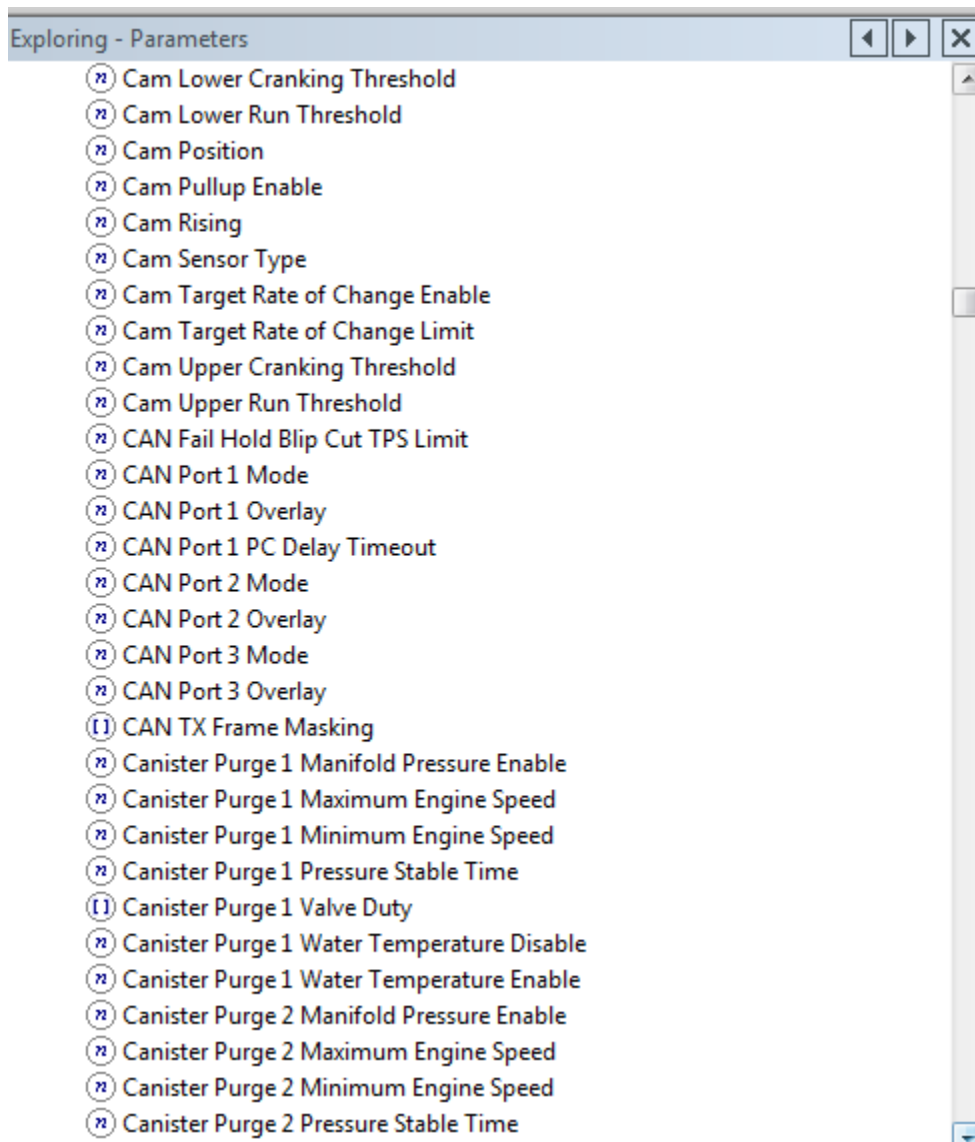 Exploring - Parameters
n Cam Lower Cranking Threshold
n Cam Lower Run Threshold
n Cam Position
n Cam Pullup Enable
n Cam Rising
n Cam Sensor Type
n Cam Target Rate of Change Enable
n Cam Target Rate of Change Limit
n Cam Upper Cranking Threshold
n Cam Upper Run Threshold
n CAN Fail Hold Blip Cut TPS Limit
n CAN Port 1 Mode
n CAN Port 1 Overlay
n CAN Port 1 PC Delay Timeout
n CAN Port 2 Mode
n CAN Port 2 Overlay
n CAN Port 3 Mode
n CAN Port 3 Overlay
[] CAN TX Frame Masking
n Canister Purge 1 Manifold Pressure Enable
n Canister Purge 1 Maximum Engine Speed
n Canister Purge 1 Minimum Engine Speed
n Canister Purge 1 Pressure Stable Time
[] Canister Purge 1 Valve Duty
n Canister Purge 1 Water Temperature Disable
n Canister Purge 1 Water Temperature Enable
n Canister Purge 2 Manifold Pressure Enable
n Canister Purge 2 Maximum Engine Speed
n Canister Purge 2 Minimum Engine Speed
n Canister Purge 2 Pressure Stable Time